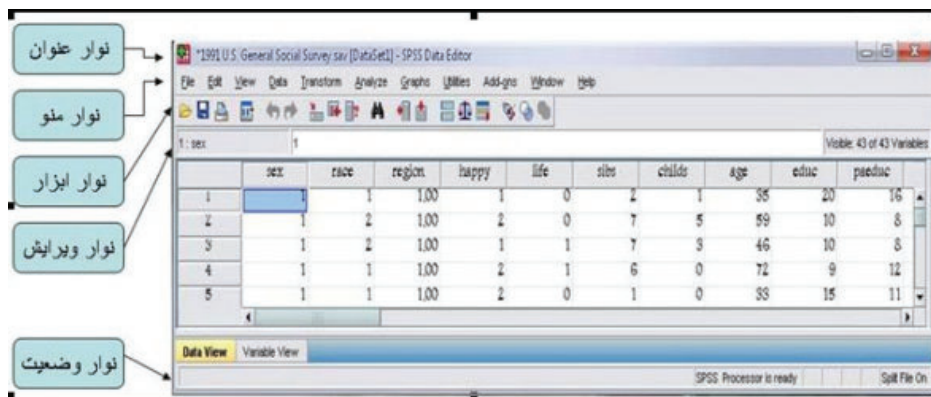 نوار عنوان
نوار منو
نوار ابزار
نوار ویرایش
نوار وضعیت
*1991 U.S. General Social Survey.sav [DataSet1] - SPSS Data Editor
File Edit View Data Transform Analyze Graphs Utilities Add-ons Window Help
1 : sex 1 Visible: 43 of 43 Variables
sex race region happy life sibs childs age educ paeduc
1 1 1 1,00 1 0 2 1 35 20 16
2 1 2 1,00 2 0 7 5 59 10 8
3 1 2 1,00 1 1 7 3 46 10 8
4 1 1 1,00 2 1 6 0 72 9 12
5 1 1 1,00 2 0 1 0 33 15 11
Data View Variable View
SPSS Processor is ready Split File On